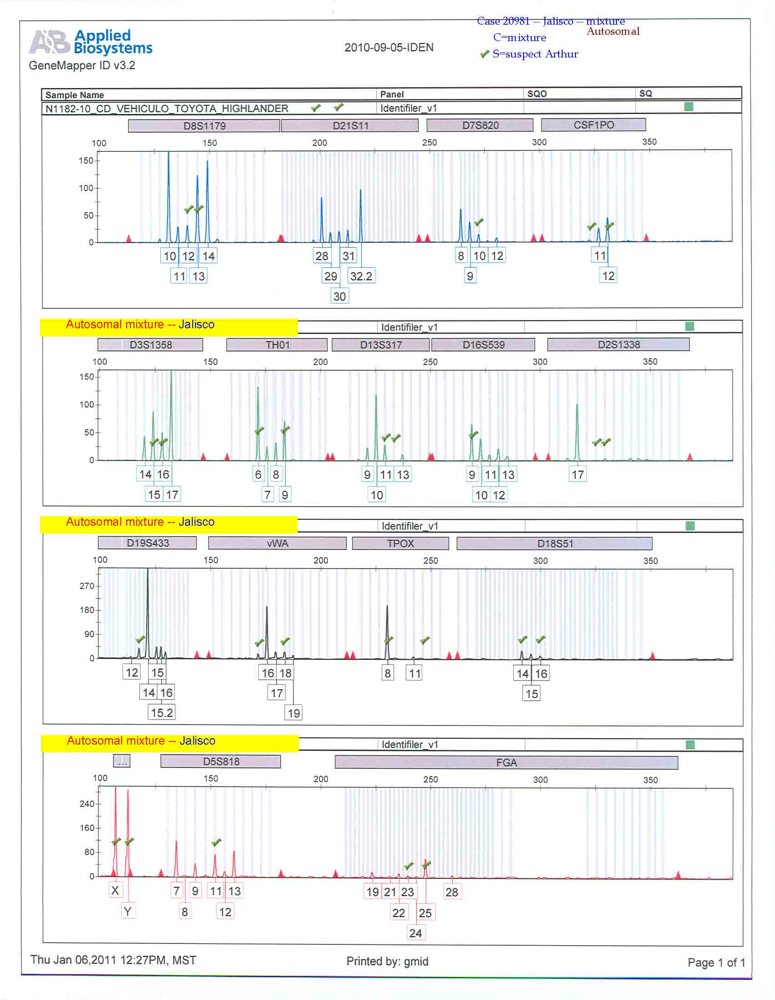 Case 20981 -- Jalisco -- mixture
Autosomal
C=mixture
S=suspect Arthur
AB Applied Biosystems
GeneMapper ID v3.2
2010-09-05-IDEN
Sample Name Panel SQO SQ
N1182-10_CD_VEHICULO_TOYOTA_HIGHLANDER Identifiler_v1
D8S1179 D21S11 D7S820 CSF1PO
100 150 200 250 300 350
150
100
50
0
10 12 14 28 31 8 10 12 11
11 13 29 32.2 9 12
30
Autosomal mixture -- Jalisco Identifiler_v1
D3S1358 TH01 D13S317 D16S539 D2S1338
100 150 200 250 300 350
150
100
50
0
14 16 6 8 9 11 13 9 11 13 17
15 17 7 9 10 10 12
Autosomal mixture -- Jalisco Identifiler_v1
D19S433 vWA TPOX D18S51
100 150 200 250 300 350
270
180
90
0
12 15 16 18 8 11 14 16
14 16 17 15
15.2 19
Autosomal mixture -- Jalisco Identifiler_v1
... D5S818 FGA
100 150 200 250 300 350
240
160
80
0
X 7 9 11 13 19 21 23 28
Y 8 12 22 25
24
Thu Jan 06,2011 12:27PM, MST Printed by: gmid Page 1 of 1